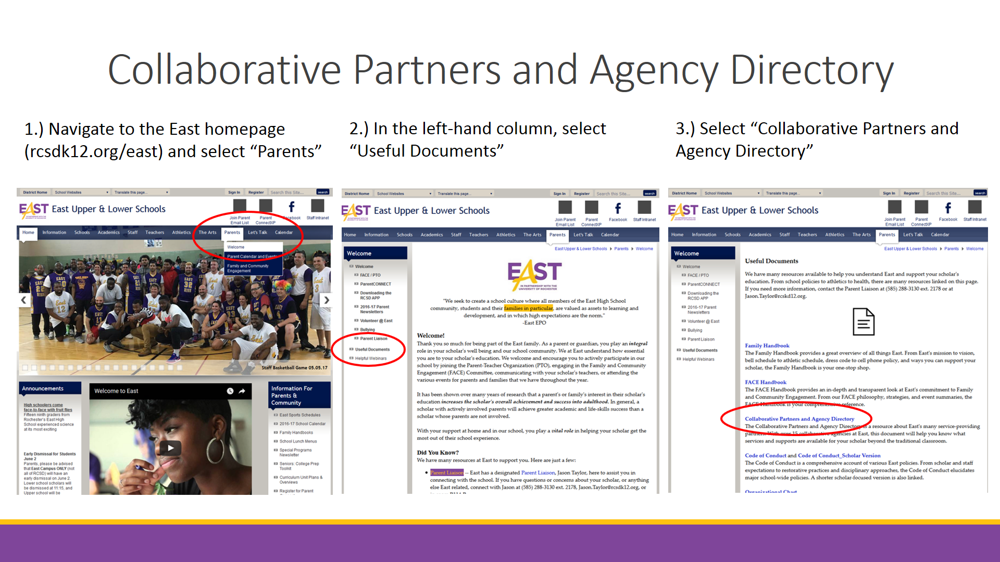 Collaborative Partners and Agency Directory
1.) Navigate to the East homepage
(rcsdk12.org/east) and select “Parents”
2.) In the left-hand column, select
“Useful Documents”
3.) Select “Collaborative Partners and
Agency Directory”
District Home School Websites Translate this page... Sign In Register Search this Site... search
EAST East Upper & Lower Schools
IN PARTNERSHIP WITH THE
UNIVERSITY OF ROCHESTER
Join Parent
Email List
Parent
ConnectXP
Facebook
Staff Intranet
Home Information Schools Academics Staff Teachers Athletics The Arts Parents Let's Talk Calendar
Welcome
Parent Calendar and Events
Family and Community
Engagement
Staff Basketball Game 05.05.17
Announcements
High schoolers come
face-to-face with fruit flies
Fifteen ninth graders from
Rochester's East High
School experienced science
at its most exciting
Early Dismissal for Students
June 2
Parents, please be advised
that East Campus ONLY (not
all of RCSD) will have an
early dismissal on June 2.
Lower school scholars will
be dismissed at 11:15, and
Upper school will be
Welcome to East
Information For
Parents &
Community
East Sports Schedules
2016-17 School Calendar
Family Handbooks
School Lunch Menus
Special Programs
Newsletter
Seniors: College Prep
Toolkit
Curriculum Unit Plans &
Overviews
Register for Parent
District Home School Websites Translate this page... Sign In Register Search this Site... search
EAST East Upper & Lower Schools
Join Parent
Email List
Parent
ConnectXP
Facebook
Staff Intranet
Home Information Schools Academics Staff Teachers Athletics The Arts Parents Let's Talk Calendar
Welcome
Welcome
FACE / PTO
ParentCONNECT
Downloading the
RCSD APP
2016-17 Parent
Newsletters
Volunteer @ East
Bullying
Parent Liaison
Useful Documents
Helpful Webinars
East Upper & Lower Schools Parents Welcome
EAST
IN PARTNERSHIP WITH THE
UNIVERSITY OF ROCHESTER
"We seek to create a school culture where all members of the East High School
community, students and their families in particular, are valued as assets to learning and
development, and in which high expectations are the norm."
-East EPO
Welcome!
Thank you so much for being part of the East family. As a parent or guardian, you play an integral
role in your scholar's well being and our school community. We at East understand how essential
you are to your scholar's education. We welcome and encourage you to actively participate in our
school by joining the Parent-Teacher Organization (PTO), engaging in the Family and Community
Engagement (FACE) Committee, communicating with your scholar's teachers, or attending the
various events for parents and families that we have throughout the year.
It has been shown over many years of research that a parent's or family's interest in their scholar's
education increases the scholar's overall achievement and success into adulthood. In general, a
scholar with actively involved parents will achieve greater academic and life-skills success than a
scholar whose parents are not involved.
With your support at home and in our school, you play a vital role in helping your scholar get the
most out of their school experience.
Did You Know?
We have many resources at East to support you. Here are just a few:
Parent Liaison -- East has a designated Parent Liaison, Jason Taylor, here to assist you in
connecting with the school. If you have questions or concerns about your scholar, or anything
else East related, connect with Jason at (585) 288-3130 ext. 2178, Jason.Taylor@rcsdk12.org, or
District Home School Websites Translate this page... Sign In Register Search this Site... search
EAST East Upper & Lower Schools
Join Parent
Email List
Parent
ConnectXP
Facebook
Staff Intranet
Home Information Schools Academics Staff Teachers Athletics The Arts Parents Let's Talk Calendar
Welcome
Welcome
FACE / PTO
ParentCONNECT
Downloading the
RCSD APP
2016-17 Parent
Newsletters
Volunteer @ East
Bullying
Parent Liaison
Useful Documents
Helpful Webinars
East Upper & Lower Schools Parents Welcome
Useful Documents
We have many resources available to help you understand East and support your scholar's
education. From school policies to athletics to health, there are many resources linked on this page.
If you need more information, contact the Parent Liaison at (585) 288-3130 ext. 2178 or at
Jason.Taylor@rcskd12.org.
Family Handbook
The Family Handbook provides a great overview of all things East. From East's mission to vision,
bell schedule to athletic schedule, dress code to cell phone policy, and ways you can support your
scholar, the Family Handbook is your one-stop shop.
FACE Handbook
The FACE Handbook provides an in-depth and transparent look at East's commitment to Family
and Community Engagement. From our FACE philosophy, strategies, and event summaries, the
FACE Handbook is your comprehensive reference.
Collaborative Partners and Agency Directory
The Collaborative Partners and Agency Directory is a resource about East's many service-providing
partners. With over 15 collaborative agencies at East, this document will help you know what
services and supports are available for your scholar beyond the traditional classroom.
Code of Conduct and Code of Conduct_Scholar Version
The Code of Conduct is a comprehensive account of various East policies. From scholar and staff
expectations to restorative practices and disciplinary approaches, the Code of Conduct elucidates
major school-wide policies. A shorter scholar-focused version is also linked.
Organizational Chart